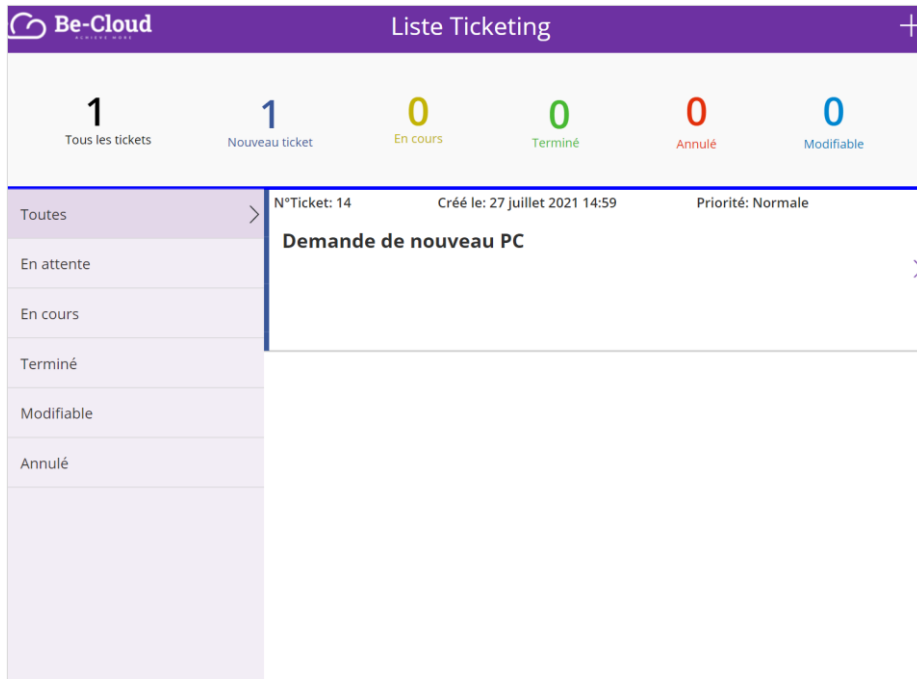 Be-Cloud
ACHIEVE MORE
Liste Ticketing
1
Tous les tickets
1
Nouveau ticket
0
En cours
0
Terminé
0
Annulé
0
Modifiable
Toutes
En attente
En cours
Terminé
Modifiable
Annulé
N°Ticket: 14 Créé le: 27 juillet 2021 14:59 Priorité: Normale
Demande de nouveau PC